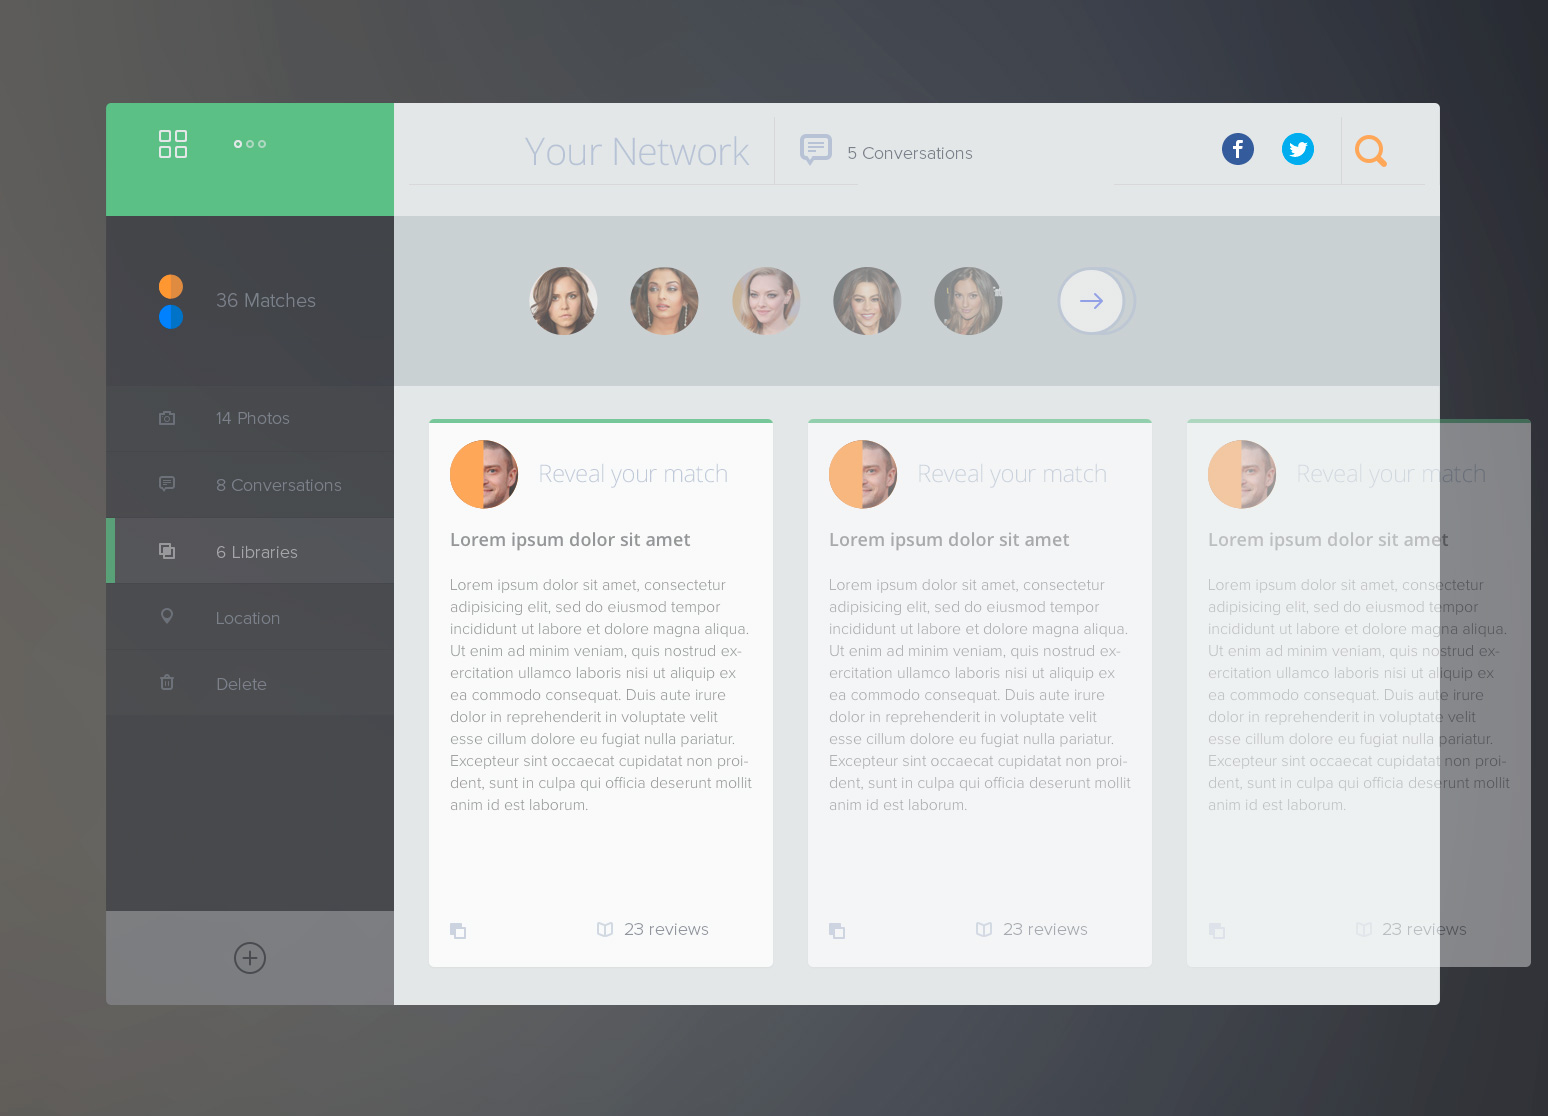 Your Network
5 Conversations
36 Matches
14 Photos
8 Conversations
6 Libraries
Location
Delete
Reveal your match
Lorem ipsum dolor sit amet
Lorem ipsum dolor sit amet, consectetur
adipisicing elit, sed do eiusmod tempor
incididunt ut labore et dolore magna aliqua.
Ut enim ad minim veniam, quis nostrud ex-
ercitation ullamco laboris nisi ut aliquip ex
ea commodo consequat. Duis aute irure
dolor in reprehenderit in voluptate velit
esse cillum dolore eu fugiat nulla pariatur.
Excepteur sint occaecat cupidatat non proi-
dent, sunt in culpa qui officia deserunt mollit
anim id est laborum.
23 reviews
Reveal your match
Lorem ipsum dolor sit amet
Lorem ipsum dolor sit amet, consectetur
adipisicing elit, sed do eiusmod tempor
incididunt ut labore et dolore magna aliqua.
Ut enim ad minim veniam, quis nostrud ex-
ercitation ullamco laboris nisi ut aliquip ex
ea commodo consequat. Duis aute irure
dolor in reprehenderit in voluptate velit
esse cillum dolore eu fugiat nulla pariatur.
Excepteur sint occaecat cupidatat non proi-
dent, sunt in culpa qui officia deserunt mollit
anim id est laborum.
23 reviews
Reveal your match
Lorem ipsum dolor sit amet
Lorem ipsum dolor sit amet, consectetur
adipisicing elit, sed do eiusmod tempor
incididunt ut labore et dolore magna aliqua.
Ut enim ad minim veniam, quis nostrud ex-
ercitation ullamco laboris nisi ut aliquip ex
ea commodo consequat. Duis aute irure
dolor in reprehenderit in voluptate velit
esse cillum dolore eu fugiat nulla pariatur.
Excepteur sint occaecat cupidatat non proi-
dent, sunt in culpa qui officia deserunt mollit
anim id est laborum.
23 reviews